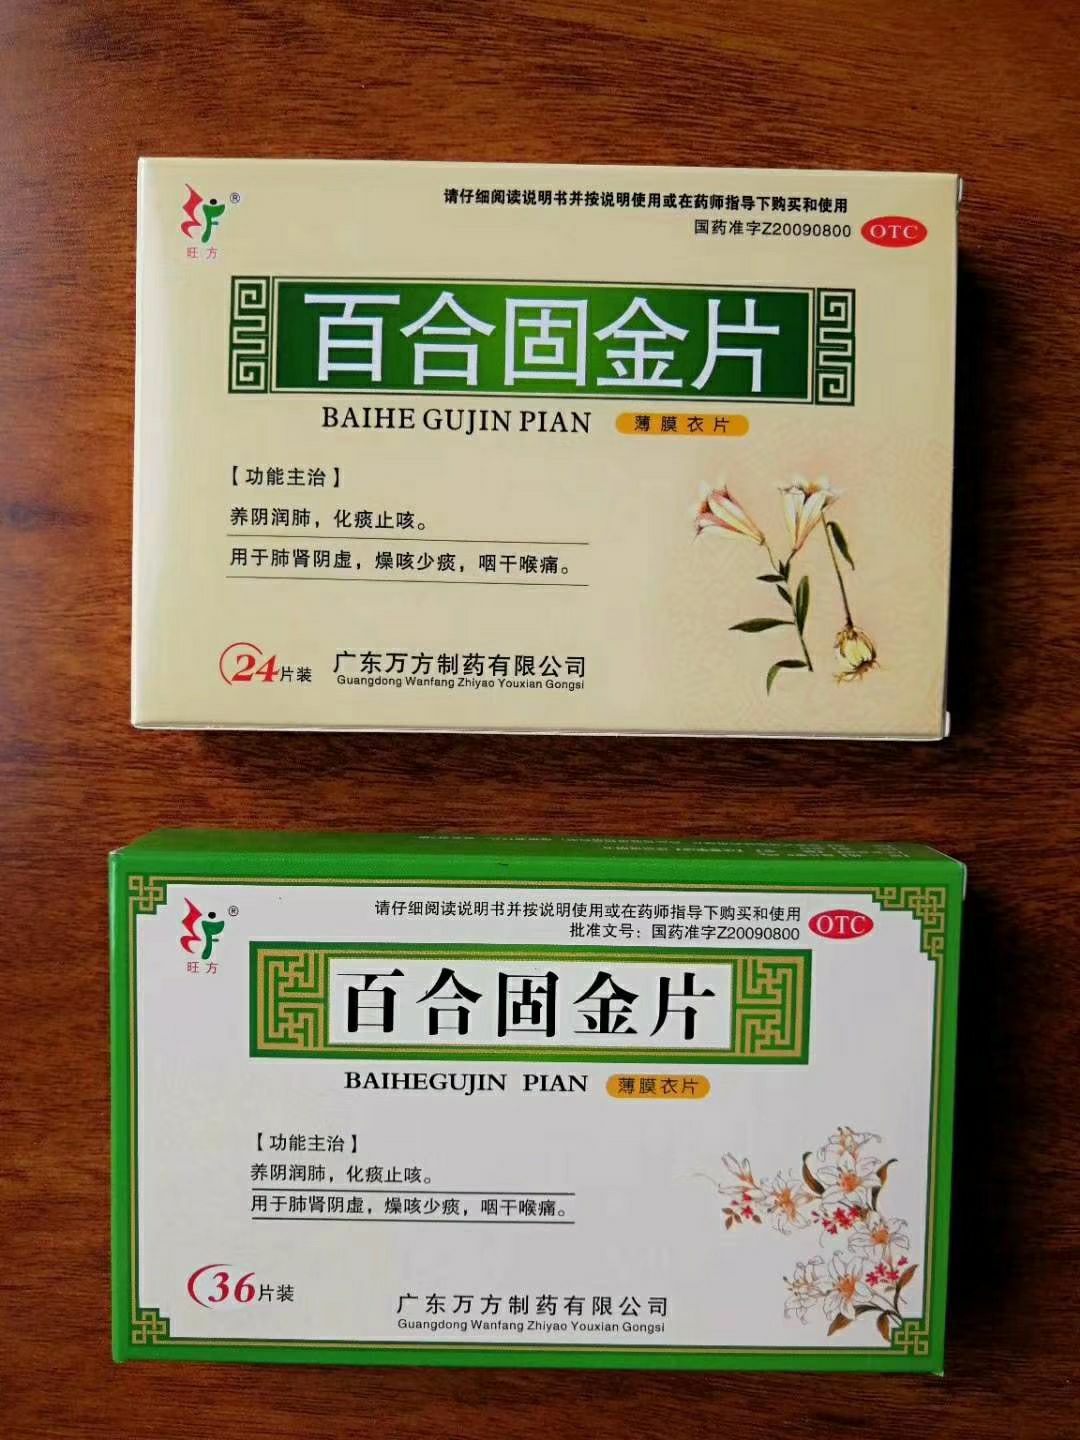 请仔细阅读说明书并按说明使用或在药师指导下购买和使用
国药准字Z20090800
OTC
®
旺方
百合固金片
BAIHE GUJIN PIAN
薄膜衣片
【功能主治】
养阴润肺，化痰止咳。
用于肺肾阴虚，燥咳少痰，咽干喉痛。
24片装
广东万方制药有限公司
Guangdong Wanfang Zhiyao Youxian Gongsi
请仔细阅读说明书并按说明使用或在药师指导下购买和使用
批准文号：国药准字Z20090800
OTC
®
旺方
百合固金片
BAIHEGUJIN PIAN
薄膜衣片
【功能主治】
养阴润肺，化痰止咳。
用于肺肾阴虚，燥咳少痰，咽干喉痛。
36片装
广东万方制药有限公司
Guangdong Wanfang Zhiyao Youxian Gongsi